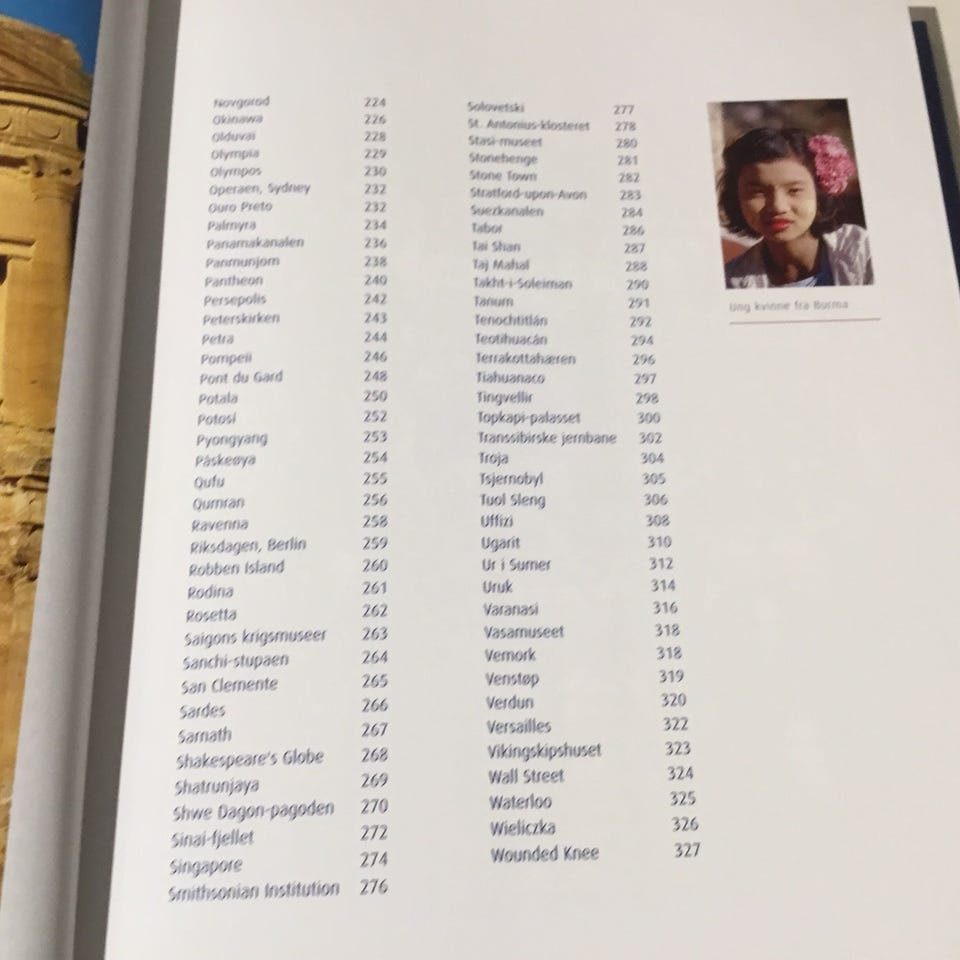 Novgorod 224
Okinawa 226
Olduvai 228
Olympia 229
Olympos 230
Operaen, Sydney 232
Ouro Preto 232
Palmyra 234
Panamakanalen 236
Panmunjom 238
Pantheon 240
Persepolis 242
Peterskirken 243
Petra 244
Pompeii 246
Pont du Gard 248
Potala 250
Potosí 252
Pyongyang 253
Påskeøya 254
Qufu 255
Qumran 256
Ravenna 258
Riksdagen, Berlin 259
Robben Island 260
Rodina 261
Rosetta 262
Saigons krigsmuseer 263
Sanchi-stupaen 264
San Clemente 265
Sardes 266
Sarnath 267
Shakespeare's Globe 268
Shatrunjaya 269
Shwe Dagon-pagoden 270
Sinai-fjellet 272
Singapore 274
Smithsonian Institution 276
Solovetski 277
St. Antonius-klosteret 278
Stasi-museet 280
Stonehenge 281
Stone Town 282
Stratford-upon-Avon 283
Suezkanalen 284
Tabor 286
Tai Shan 287
Taj Mahal 288
Takht-i-Soleiman 290
Tanum 291
Tenochtitlán 292
Teotihuacán 294
Terrakottahæren 296
Tiahuanaco 297
Tingvellir 298
Topkapi-palasset 300
Transsibirske jernbane 302
Troja 304
Tsjernobyl 305
Tuol Sleng 306
Uffizi 308
Ugarit 310
Ur i Sumer 312
Uruk 314
Varanasi 316
Vasamuseet 318
Vemork 318
Venstøp 319
Verdun 320
Versailles 322
Vikingskipshuset 323
Wall Street 324
Waterloo 325
Wieliczka 326
Wounded Knee 327
Ung kvinne fra Burma